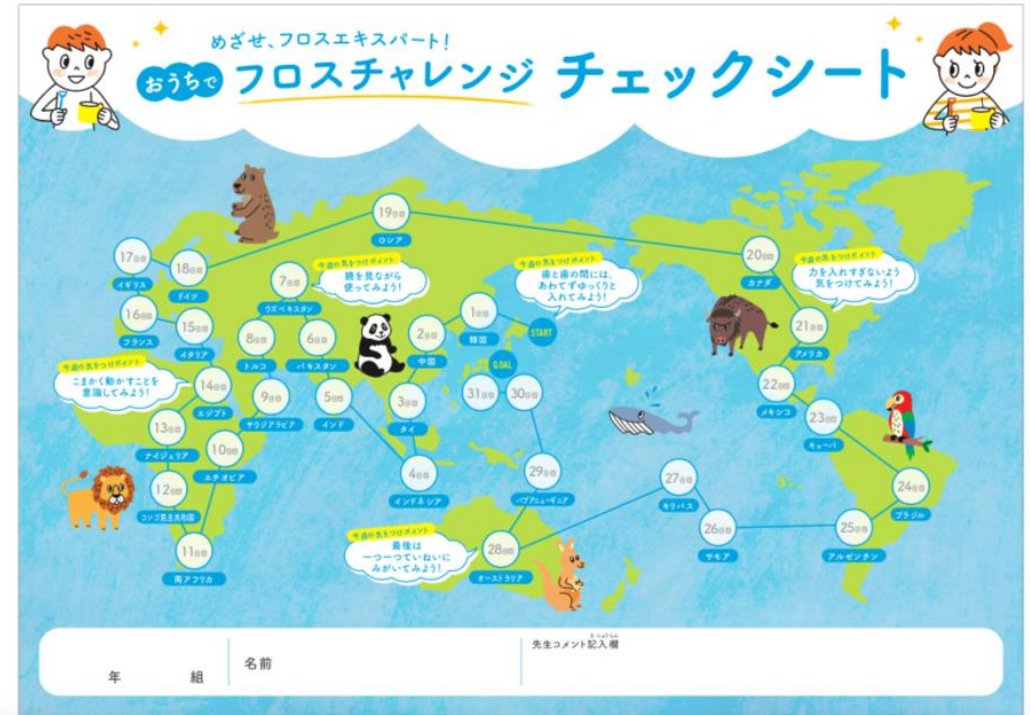 めざせ、フロスエキスパート!
おうちで フロスチャレンジ チェックシート
START
1回目
韓国
2回目
中国
3回目
タイ
4回目
インドネシア
5回目
インド
6回目
パキスタン
7回目
ウズベキスタン
8回目
トルコ
9回目
サウジアラビア
10回目
エチオピア
11回目
南アフリカ
12回目
コンゴ民主共和国
13回目
ナイジェリア
14回目
エジプト
15回目
イタリア
16回目
フランス
17回目
イギリス
18回目
ドイツ
19回目
ロシア
20回目
カナダ
21回目
アメリカ
22回目
メキシコ
23回目
キューバ
24回目
ブラジル
25回目
アルゼンチン
26回目
サモア
27回目
キリバス
28回目
オーストラリア
29回目
パプアニューギニア
30回目
31回目
GOAL
今週の気をつけポイント
歯と歯の間には、
あわてずゆっくりと
入れてみよう!
今週の気をつけポイント
鏡を見ながら
使ってみよう!
今週の気をつけポイント
こまかく動かすことを
意識してみよう!
今週の気をつけポイント
力を入れすぎないよう
気をつけてみよう!
今週の気をつけポイント
最後は
一つ一つていねいに
みがいてみよう!
年 組
名前
先生コメント記入欄